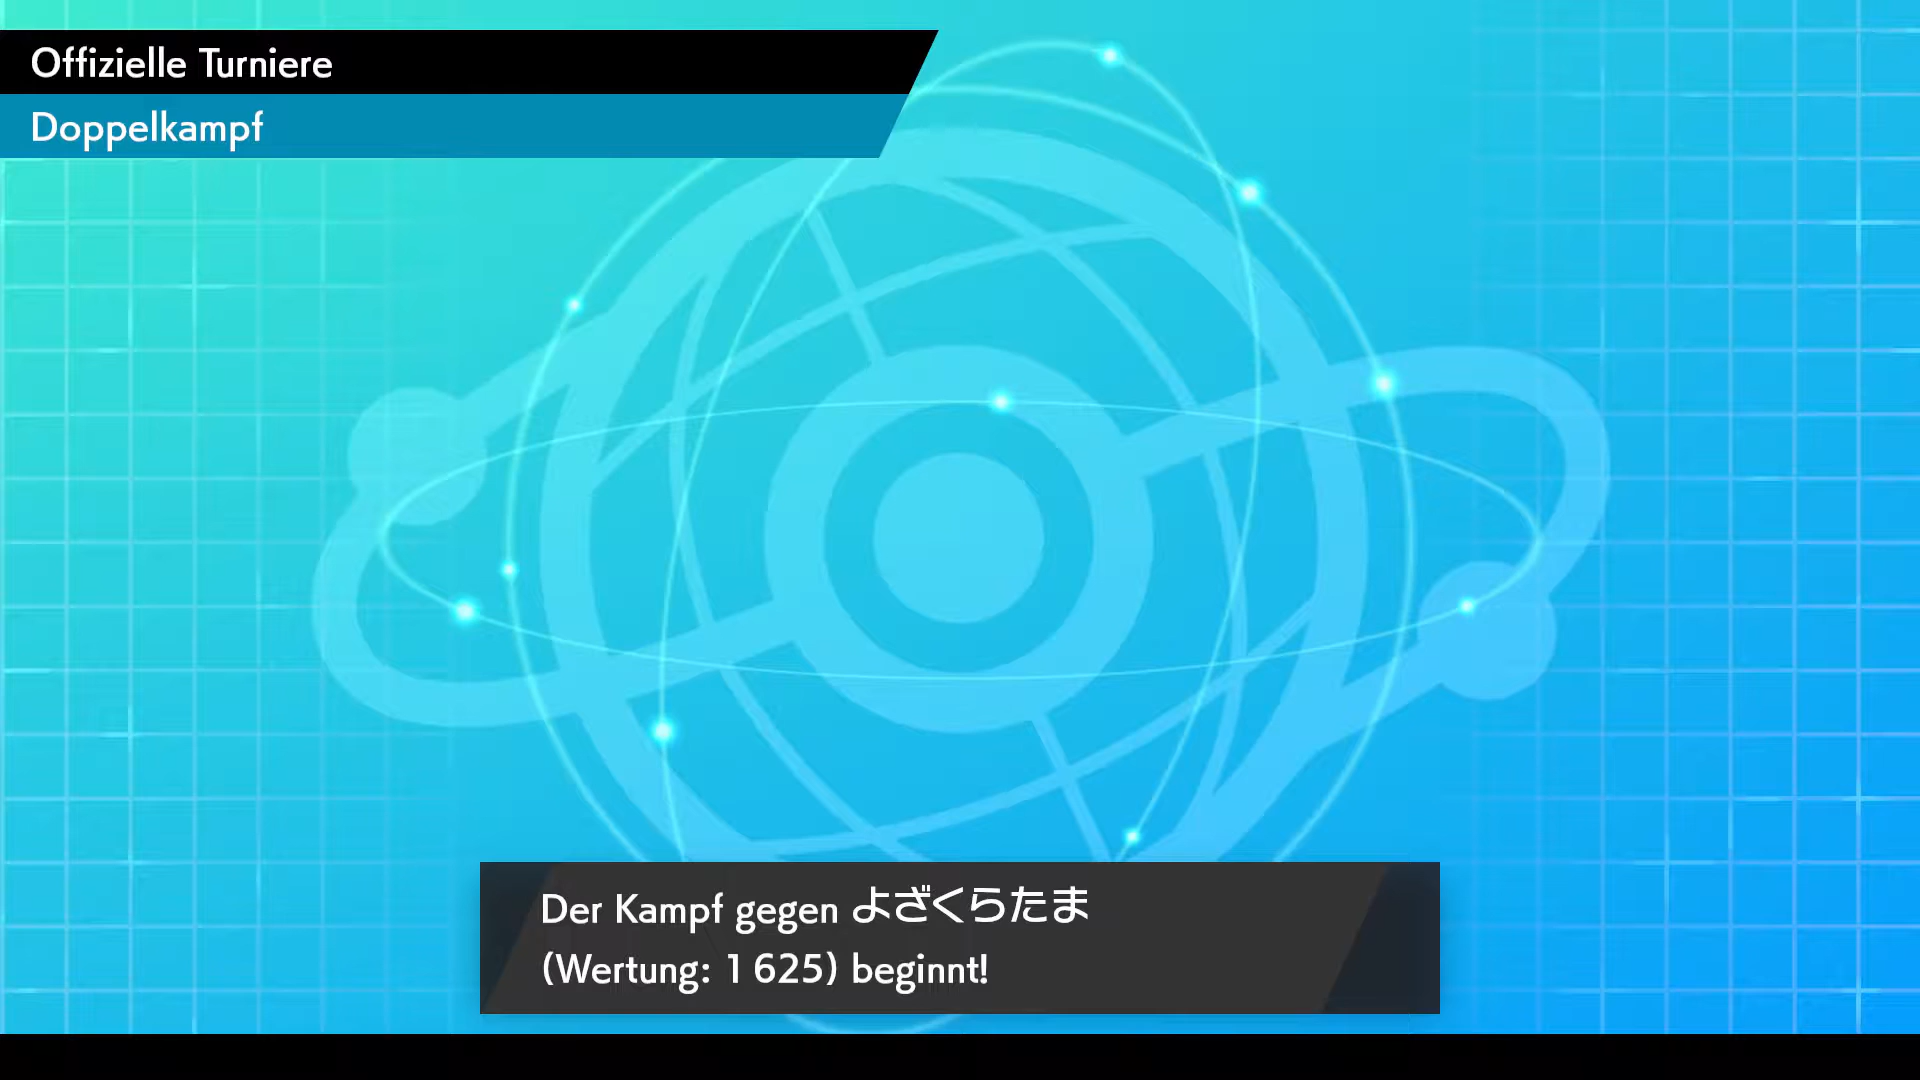 Offizielle Turniere
Doppelkampf
Der Kampf gegen よざくらたま
(Wertung: 1 625) beginnt!